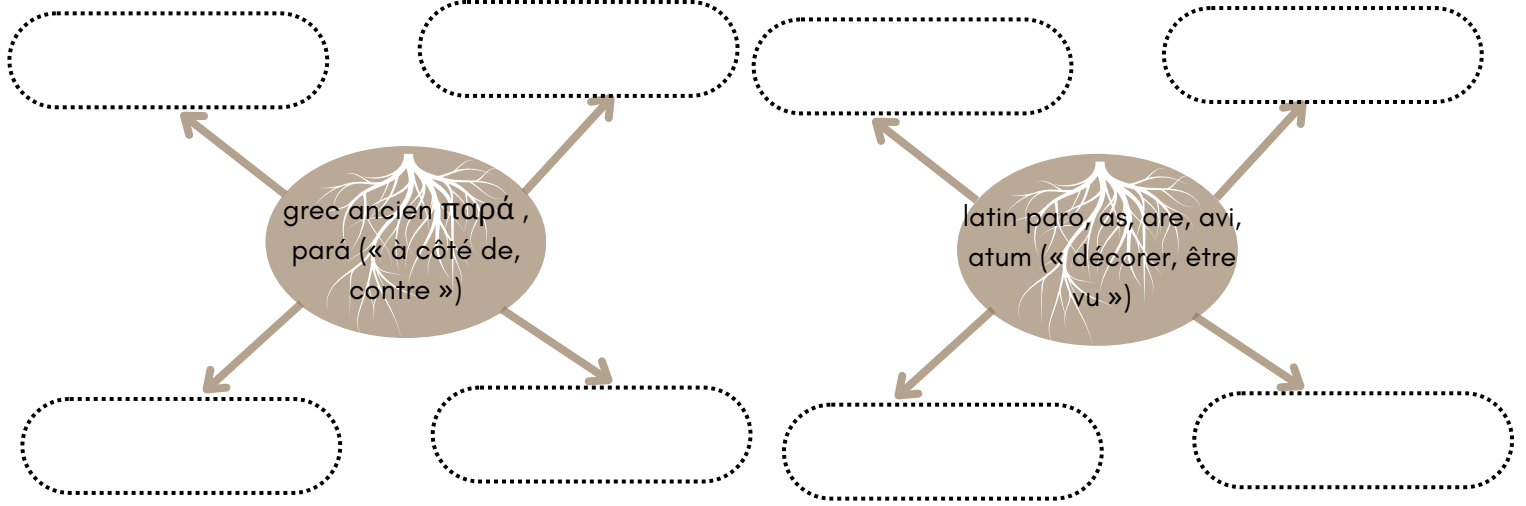 grec ancien παρά ,
pará (« à côté de,
contre »)
latin paro, as, are, avi,
atum (« décorer, être
vu »)